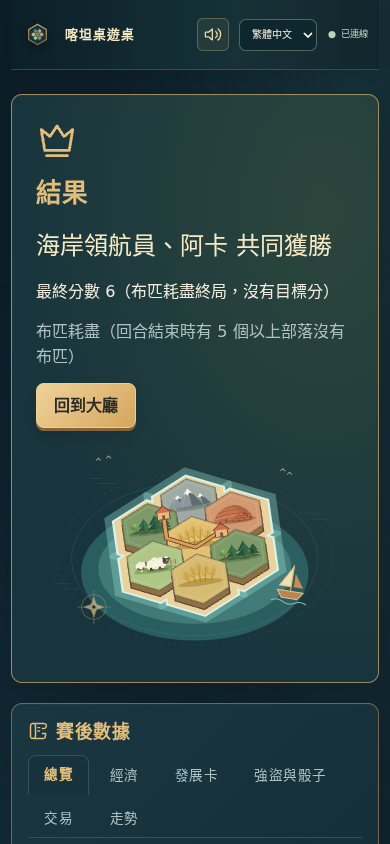 喀坦桌遊桌
繁體中文
已連線
結果
海岸領航員、阿卡 共同獲勝
最終分數 6（布匹耗盡終局，沒有目標分）
布匹耗盡（回合結束時有 5 個以上部落沒有
布匹）
回到大廳
賽後數據
總覽 經濟 發展卡 強盜與骰子
交易 走勢